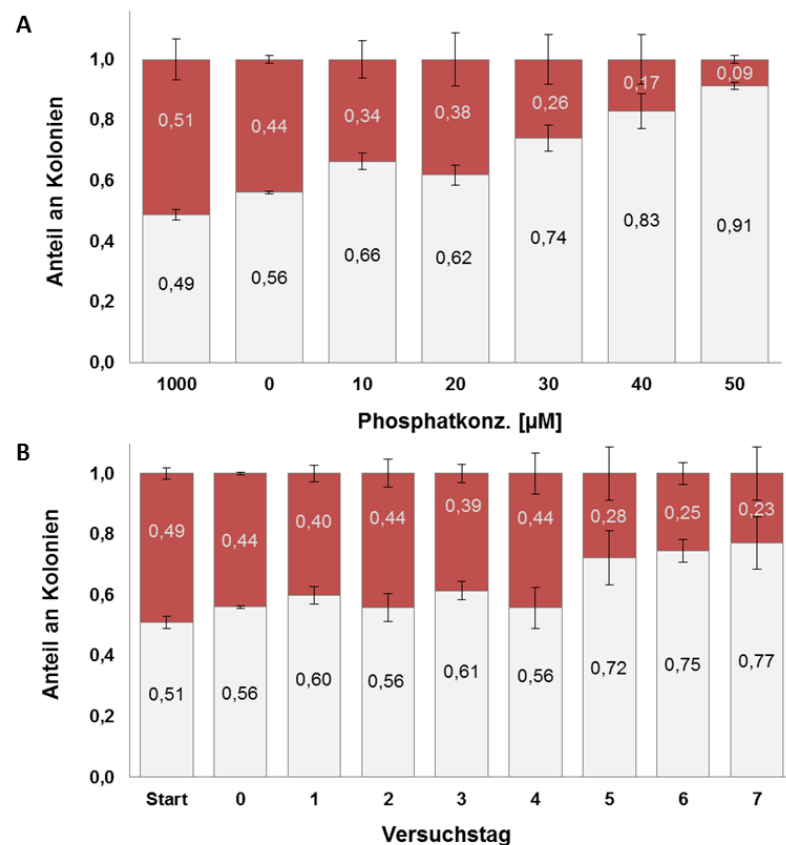 A
Anteil an Kolonien
1,0
0,8
0,6
0,4
0,2
0,0
0,51 0,44 0,34 0,38 0,26 0,17 0,09
0,49 0,56 0,66 0,62 0,74 0,83 0,91
1000 0 10 20 30 40 50
Phosphatkonz. [µM]
B
Anteil an Kolonien
1,0
0,8
0,6
0,4
0,2
0,0
0,49 0,44 0,40 0,44 0,39 0,44 0,28 0,25 0,23
0,51 0,56 0,60 0,56 0,61 0,56 0,72 0,75 0,77
Start 0 1 2 3 4 5 6 7
Versuchstag